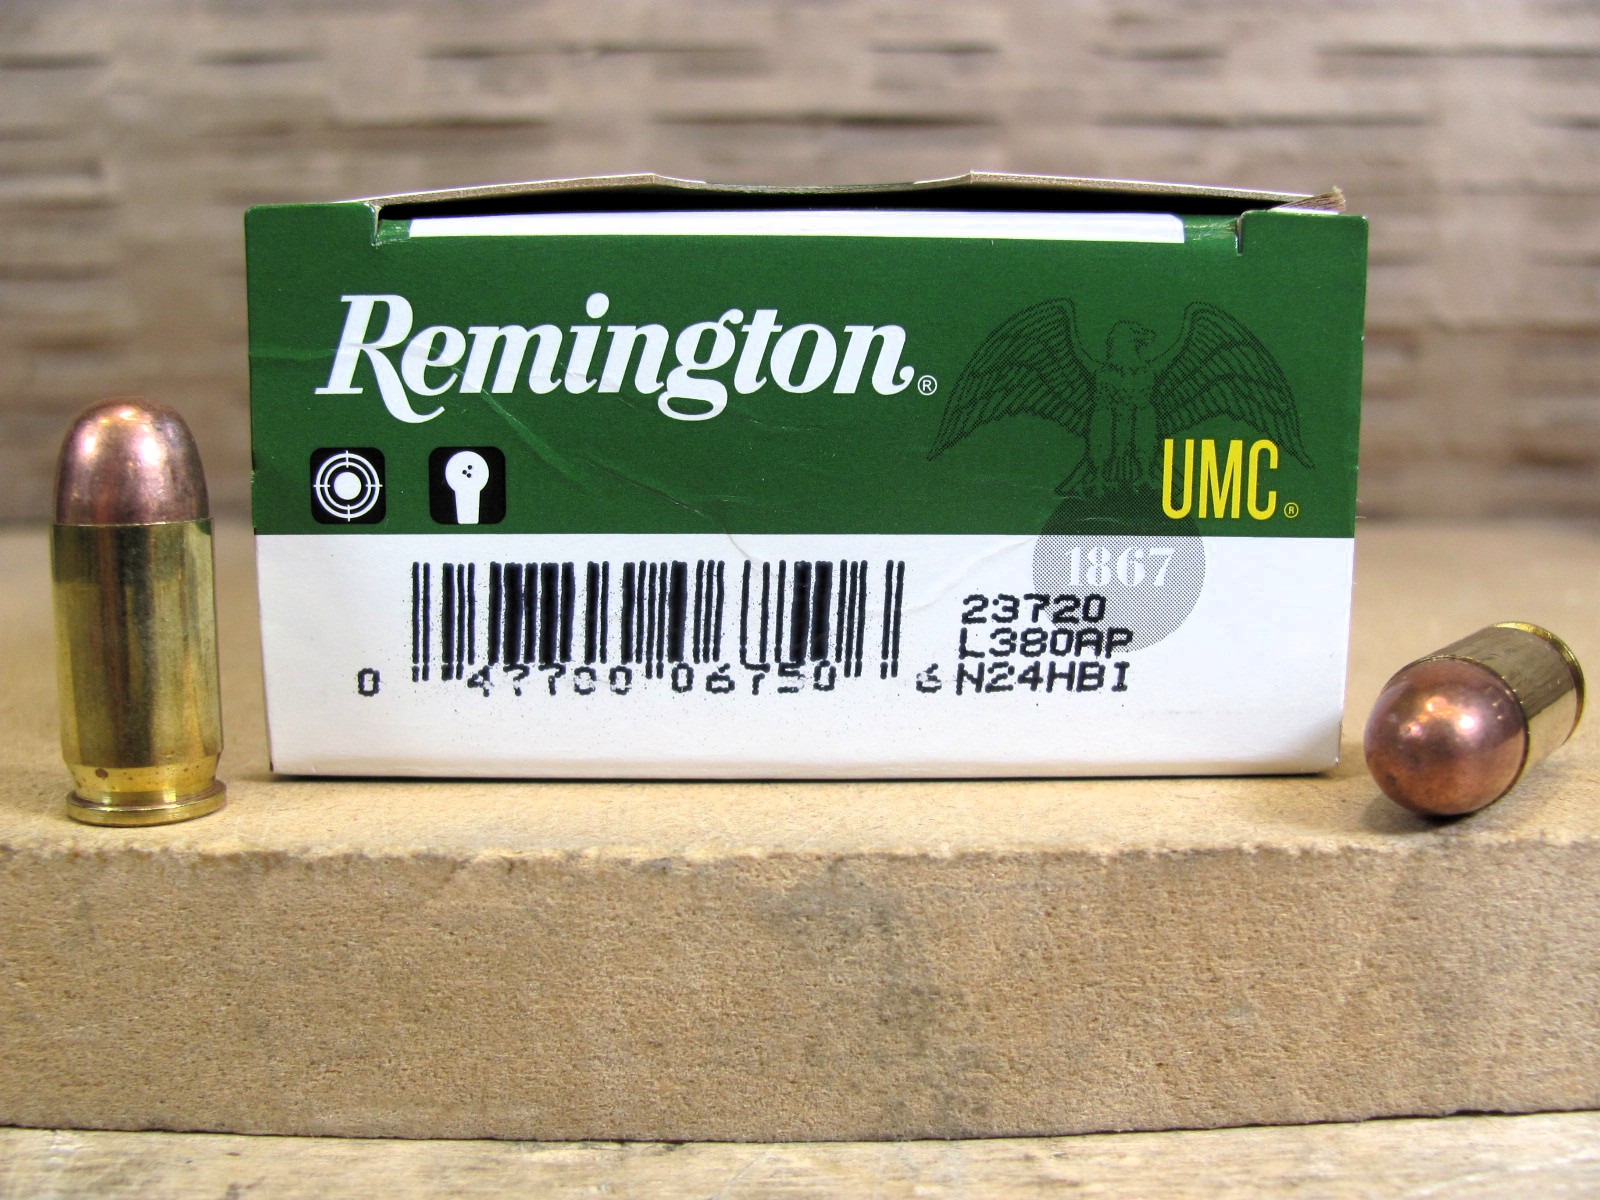 Remington®
UMC®
1867
23720
L380AP
N24HBI
0 47700 06750 6